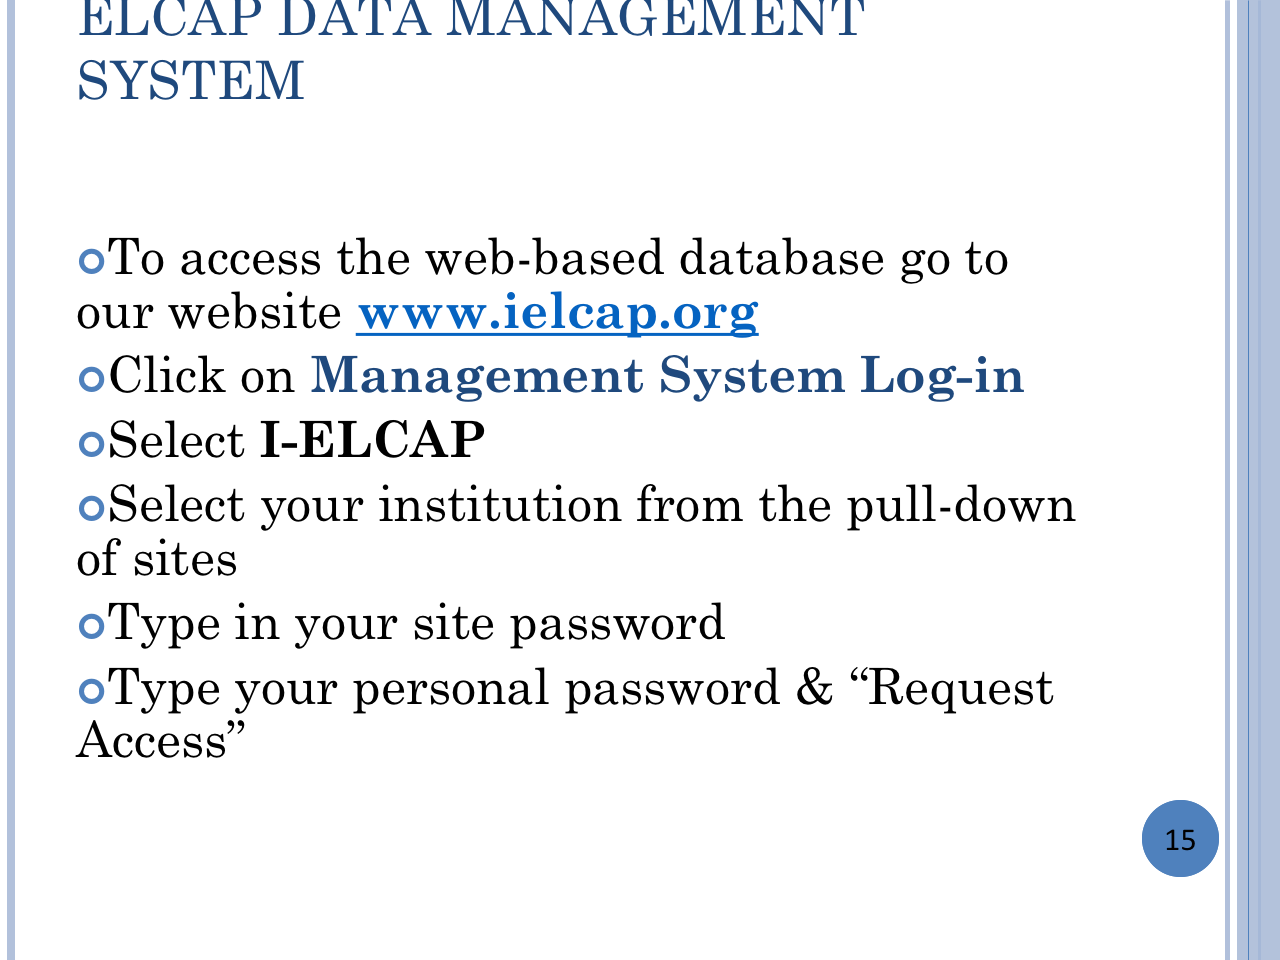 ELCAP DATA MANAGEMENT
SYSTEM
To access the web-based database go to
our website www.ielcap.org
Click on Management System Log-in
Select I-ELCAP
Select your institution from the pull-down
of sites
Type in your site password
Type your personal password & “Request
Access”
15